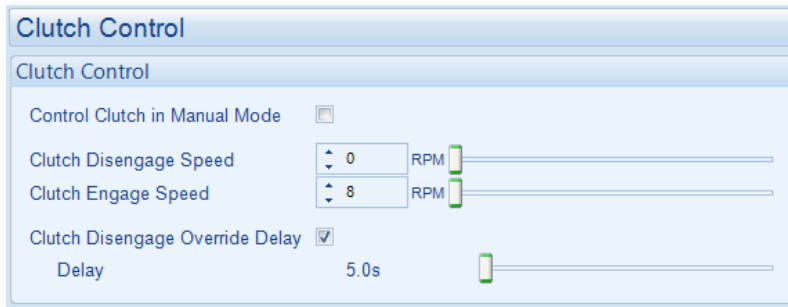 Clutch Control
Clutch Control
Control Clutch in Manual Mode
Clutch Disengage Speed 0 RPM
Clutch Engage Speed 8 RPM
Clutch Disengage Override Delay
Delay 5.0s